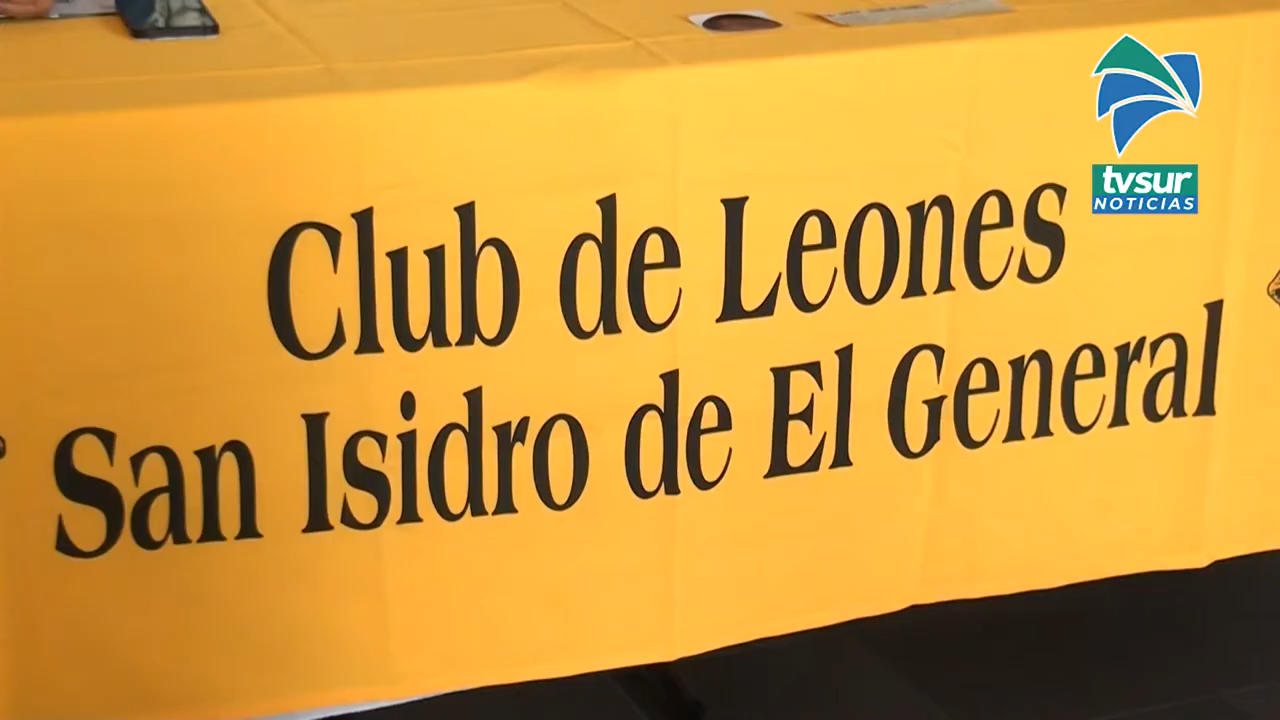 Club de Leones
San Isidro de El General
tvsur
NOTICIAS